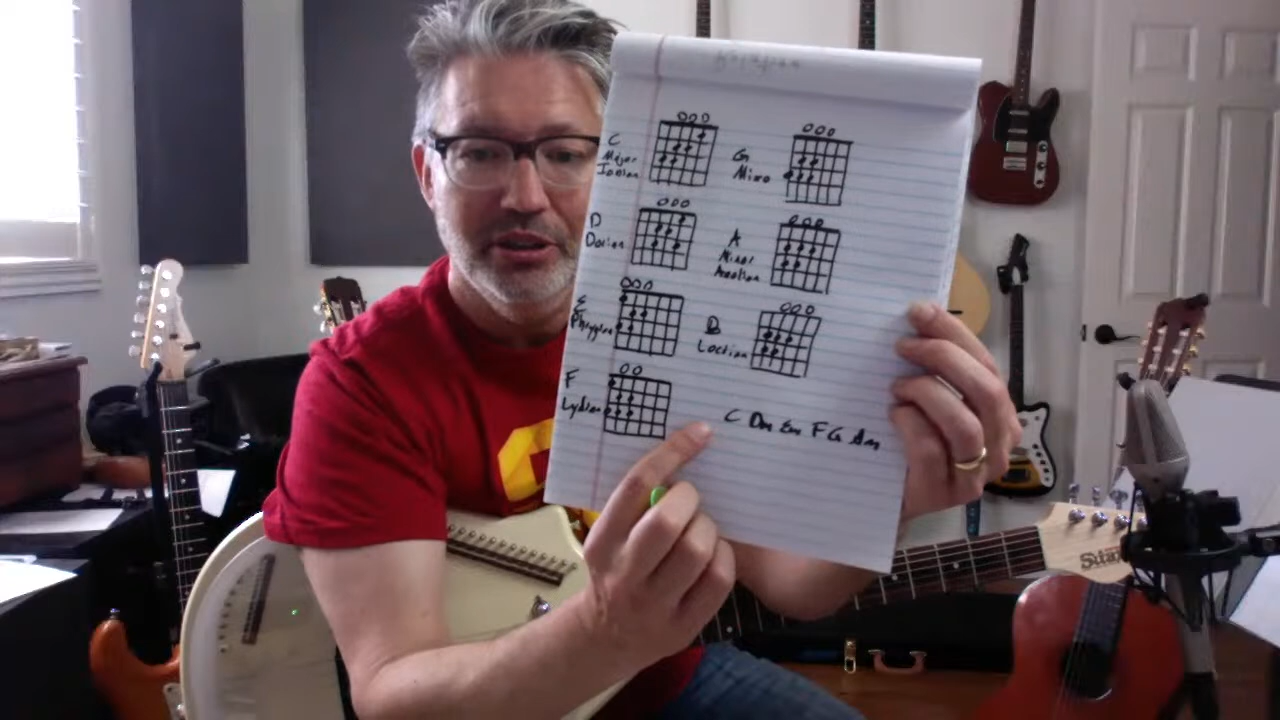 C
Major
Ionian
G
Mixo
D
Dorian
A
Minor
Aeolian
E
Phrygian
B
Locrian
F
Lydian
C Dm Em F G Am